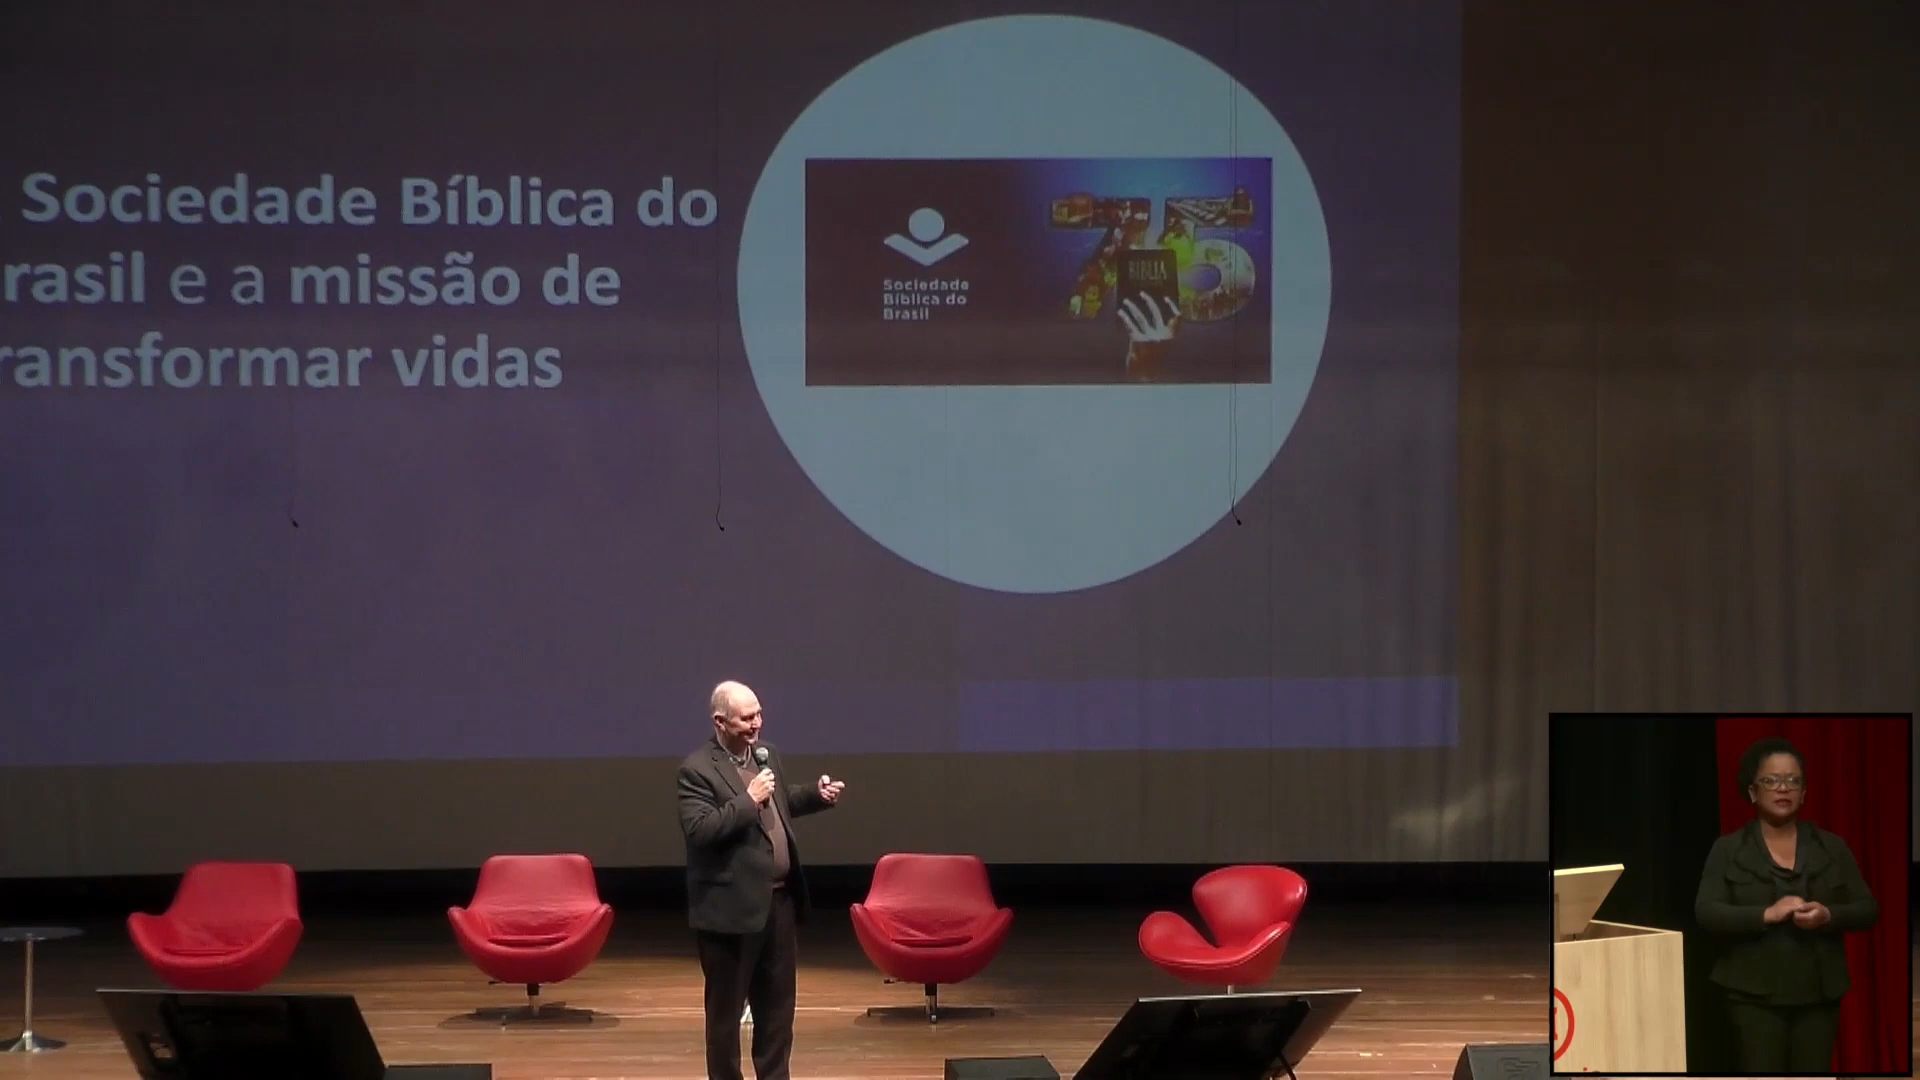 Sociedade Bíblica do
rasil e a missão de
ransformar vidas
Sociedade
Bíblica do
Brasil
75
BÍBLIA